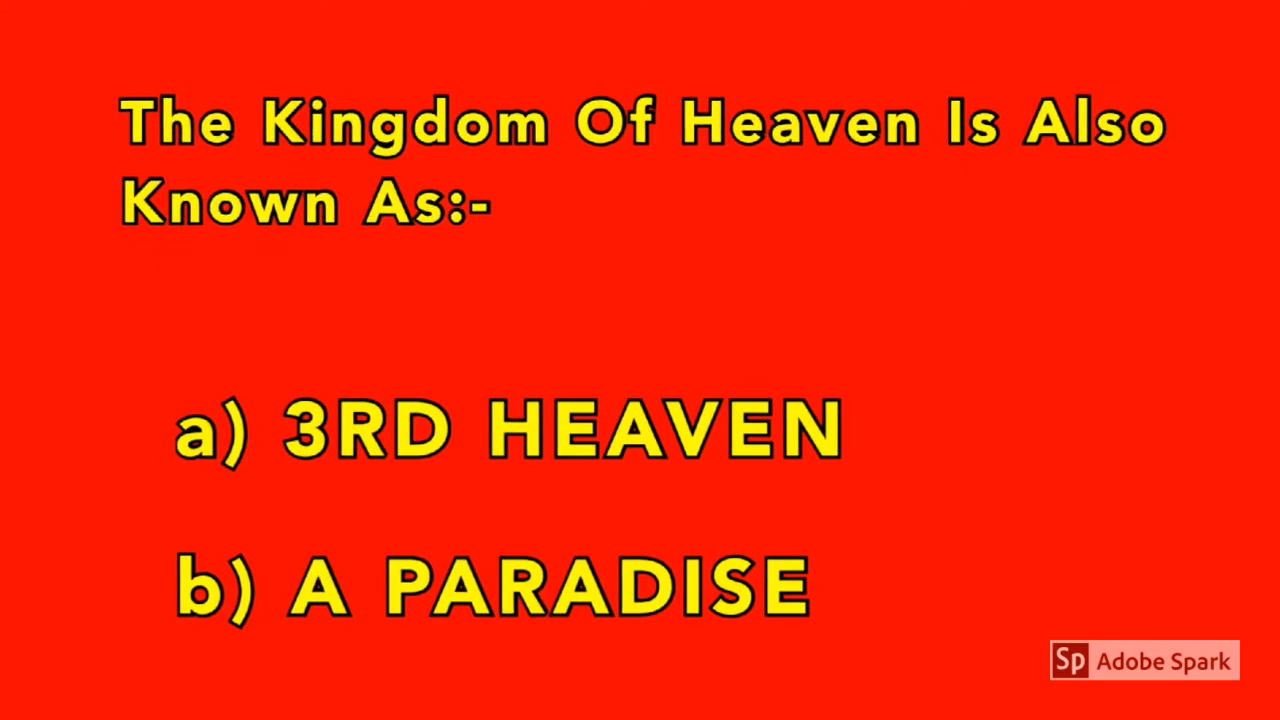 The Kingdom Of Heaven Is Also
Known As:-
a) 3RD HEAVEN
b) A PARADISE
Sp Adobe Spark